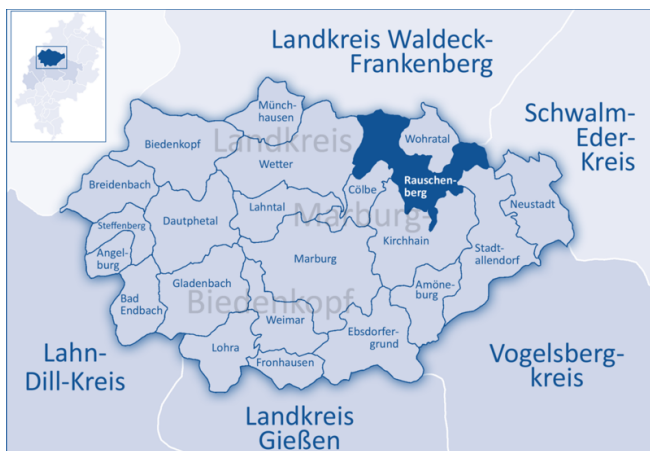 Landkreis Waldeck-
Frankenberg
Schwalm-
Eder-
Kreis
Münch-
hausen
Wohratal
Biedenkopf
Landkreis
Wetter
Rauschen-
berg
Breidenbach
Cölbe
Neustadt
Lahntal
Marburg-
Dautphetal
Steffenberg
Kirchhain
Stadt-
allendorf
Angel-
burg
Marburg
Gladenbach
Amöne-
burg
Bad
Endbach
Biedenkopf
Weimar
Ebsdorfer-
grund
Lohra
Fronhausen
Lahn-
Dill-Kreis
Vogelsberg-
kreis
Landkreis
Gießen